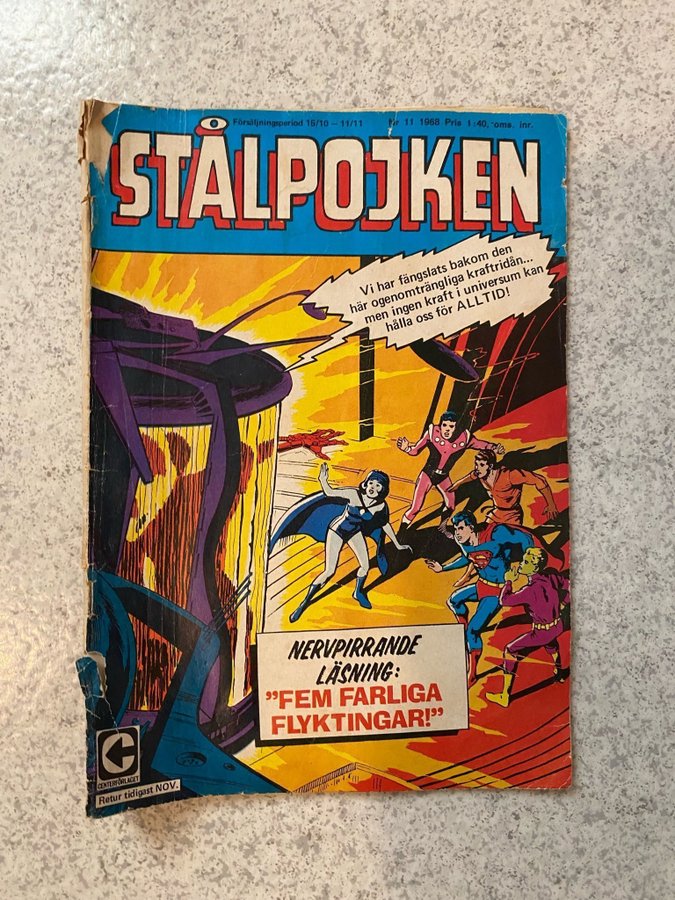 Försäljningsperiod 15/10 – 11/11 Nr 11 1968 Pris 1:40, oms. inr.
STÅLPOJKEN
Vi har fängslats bakom den
här ogenomträngliga kraftridån...
men ingen kraft i universum kan
hålla oss för ALLTID!
NERVPIRRANDE
LÄSNING:
”FEM FARLIGA
FLYKTINGAR!”
C
CENTERFÖRLAGET
Retur tidigast NOV.